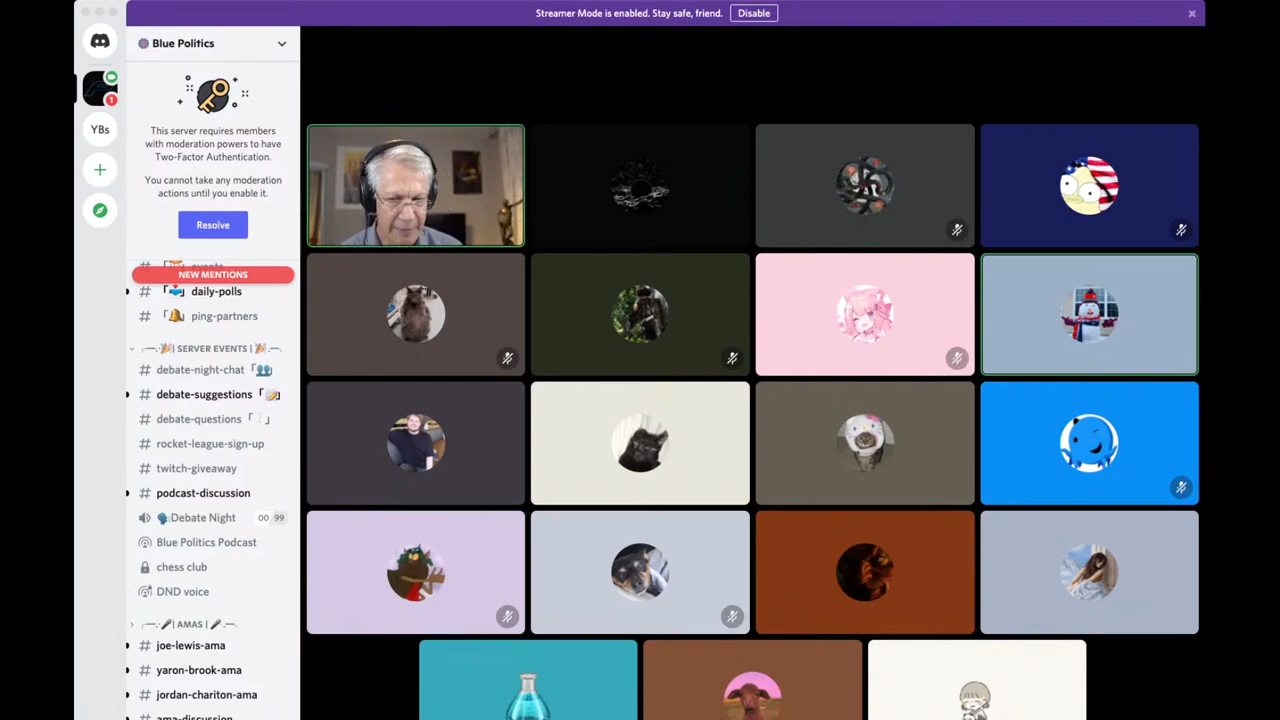 Streamer Mode is enabled. Stay safe, friend.
Disable
Blue Politics
This server requires members
with moderation powers to have
Two-Factor Authentication.
You cannot take any moderation
actions until you enable it.
Resolve
1
YBs
events
NEW MENTIONS
daily-polls
ping-partners
SERVER EVENTS
debate-night-chat
debate-suggestions
debate-questions
rocket-league-sign-up
twitch-giveaway
podcast-discussion
Debate Night 00 99
Blue Politics Podcast
chess club
DND voice
AMAS
joe-lewis-ama
yaron-brook-ama
jordan-chariton-ama
ama-discussion